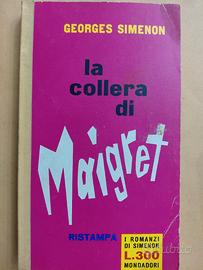 GEORGES SIMENON
la
collera
di
Maigret
RISTAMPA
I ROMANZI
DI SIMENON
L.300
MONDADORI